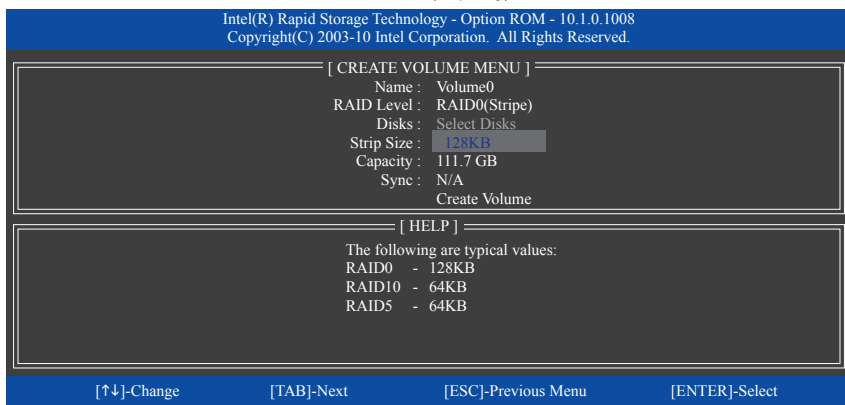 Intel(R) Rapid Storage Technology - Option ROM - 10.1.0.1008
Copyright(C) 2003-10 Intel Corporation. All Rights Reserved.
[ CREATE VOLUME MENU ]
Name : Volume0
RAID Level : RAID0(Stripe)
Disks : Select Disks
Strip Size : 128KB
Capacity : 111.7 GB
Sync : N/A
Create Volume
[ HELP ]
The following are typical values:
RAID0 - 128KB
RAID10 - 64KB
RAID5 - 64KB
[↑↓]-Change [TAB]-Next [ESC]-Previous Menu [ENTER]-Select